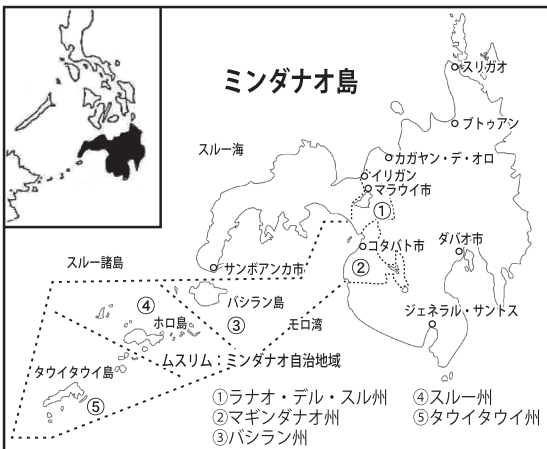 ミンダナオ島
スリガオ
ブトゥアン
スルー海
カガヤン・デ・オロ
イリガン
マラウイ市
①
コタバト市
ダバオ市
②
スルー諸島
サンボアンカ市
バシラン島
④
ホロ島
③
モロ湾
ジェネラル・サントス
ムスリム：ミンダナオ自治地域
タウイタウイ島
⑤
①ラナオ・デル・スル州
②マギンダナオ州
③バシラン州
④スルー州
⑤タウイタウイ州